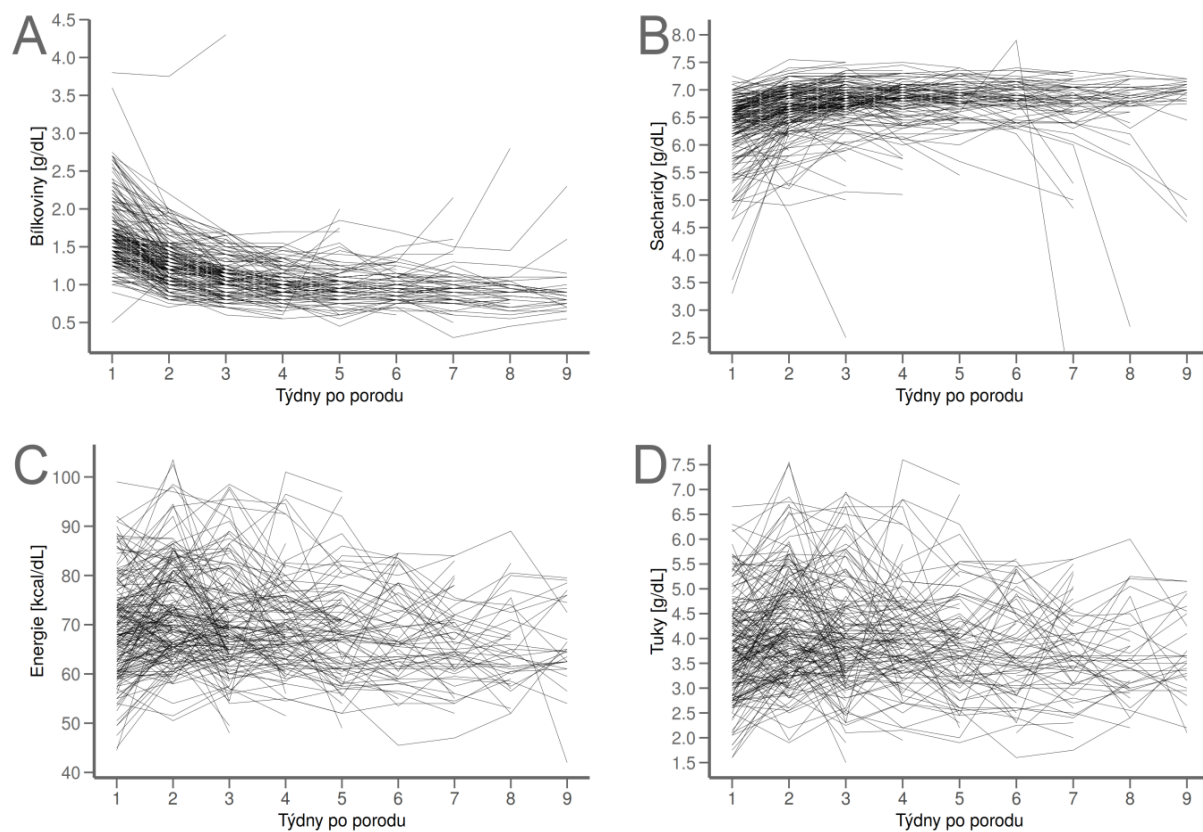 A
Bílkoviny [g/dL]
4.5
4.0
3.5
3.0
2.5
2.0
1.5
1.0
0.5
1 2 3 4 5 6 7 8 9
Týdny po porodu
B
Sacharidy [g/dL]
8.0
7.5
7.0
6.5
6.0
5.5
5.0
4.5
4.0
3.5
3.0
2.5
1 2 3 4 5 6 7 8 9
Týdny po porodu
C
Energie [kcal/dL]
100
90
80
70
60
50
40
1 2 3 4 5 6 7 8 9
Týdny po porodu
D
Tuky [g/dL]
7.5
7.0
6.5
6.0
5.5
5.0
4.5
4.0
3.5
3.0
2.5
2.0
1.5
1 2 3 4 5 6 7 8 9
Týdny po porodu